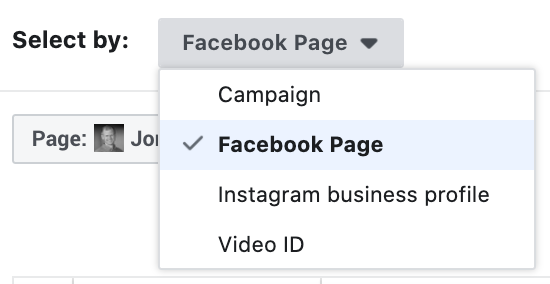 Select by: Facebook Page
Campaign
Facebook Page
Page:
Instagram business profile
Video ID